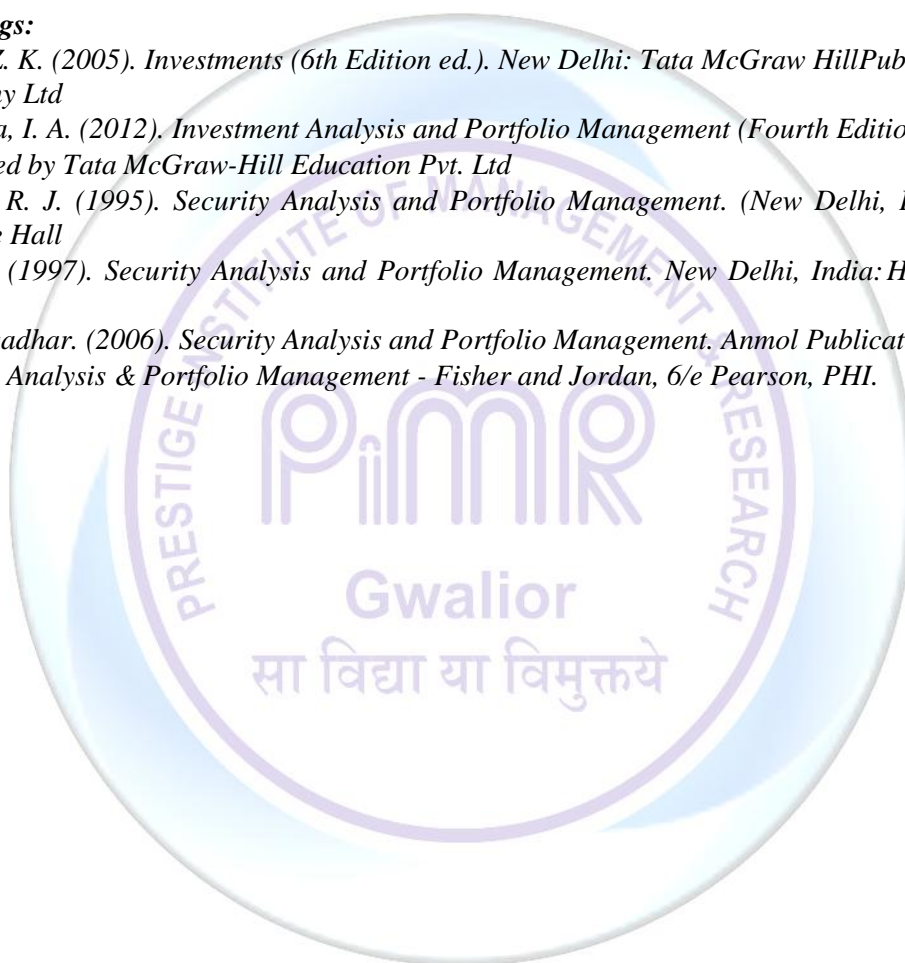 gs:
Z. K. (2005). Investments (6th Edition ed.). New Delhi: Tata McGraw HillPub
ny Ltd
a, I. A. (2012). Investment Analysis and Portfolio Management (Fourth Edition
ed by Tata McGraw-Hill Education Pvt. Ltd
R. J. (1995). Security Analysis and Portfolio Management. (New Delhi, I
e Hall
(1997). Security Analysis and Portfolio Management. New Delhi, India: H
adhar. (2006). Security Analysis and Portfolio Management. Anmol Publicat
Analysis & Portfolio Management - Fisher and Jordan, 6/e Pearson, PHI.
PRESTIGE INSTITUTE OF MANAGEMENT & RESEARCH
PiMR
Gwalior
सा विद्या या विमुक्तये